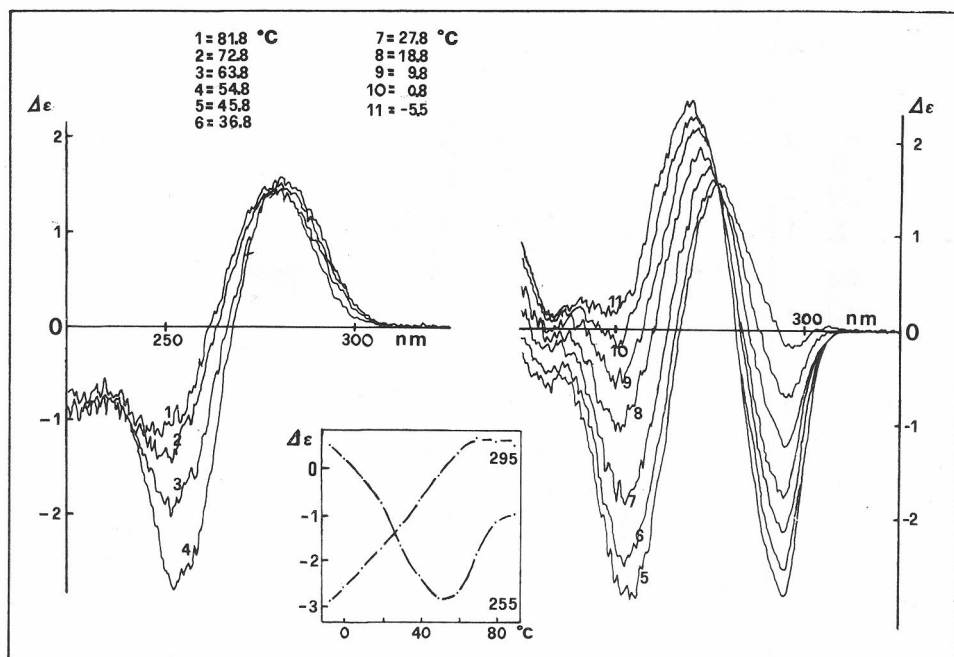 1 = 81.8 °C
2 = 72.8
3 = 63.8
4 = 54.8
5 = 45.8
6 = 36.8
7 = 27.8 °C
8 = 18.8
9 = 9.8
10 = 0.8
11 = -5.5
Δε
2
1
0
-1
-2
250
300
nm
1
2
3
4
Δε
0
-1
-2
-3
295
255
0
40
80
°C
11
10
9
8
7
6
5
300
nm
Δε
2
1
0
-1
-2